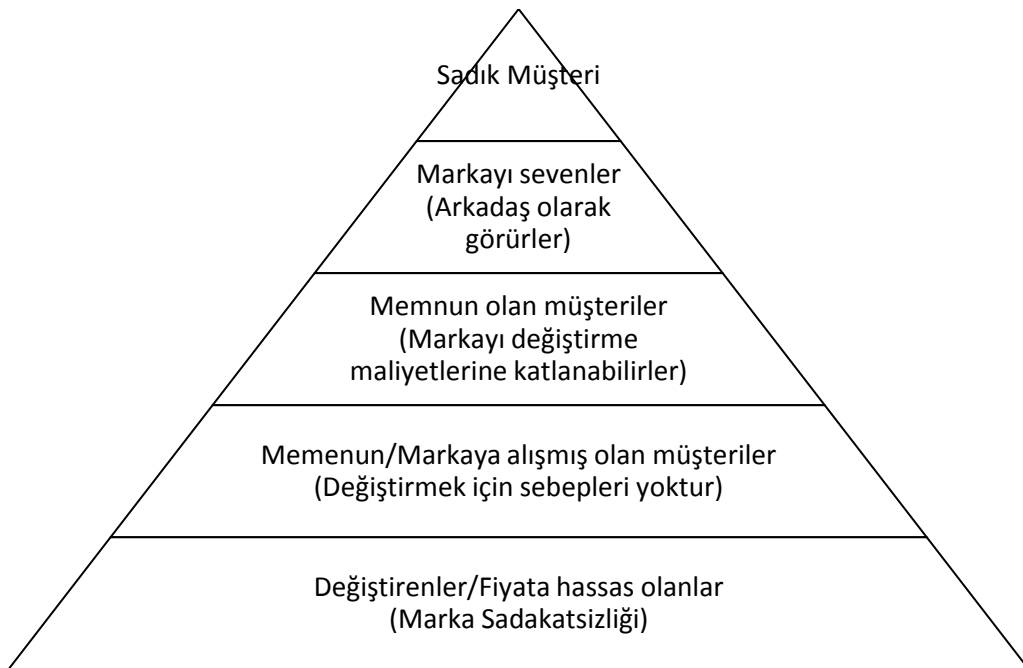 Sadık Müşteri
Markayı sevenler
(Arkadaş olarak
görürler)
Memnun olan müşteriler
(Markayı değiştirme
maliyetlerine katlanabilirler)
Memenun/Markaya alışmış olan müşteriler
(Değiştirmek için sebepleri yoktur)
Değiştirenler/Fiyata hassas olanlar
(Marka Sadakatsizliği)